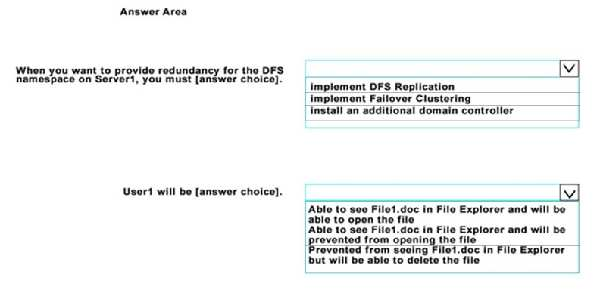 Answer Area
When you want to provide redundancy for the DFS
namespace on Server1, you must [answer choice].
implement DFS Replication
implement Failover Clustering
install an additional domain controller
User1 will be [answer choice].
Able to see File1.doc in File Explorer and will be
able to open the file
Able to see File1.doc in File Explorer and will be
prevented from opening the file
Prevented from seeing File1.doc in File Explorer
but will be able to delete the file